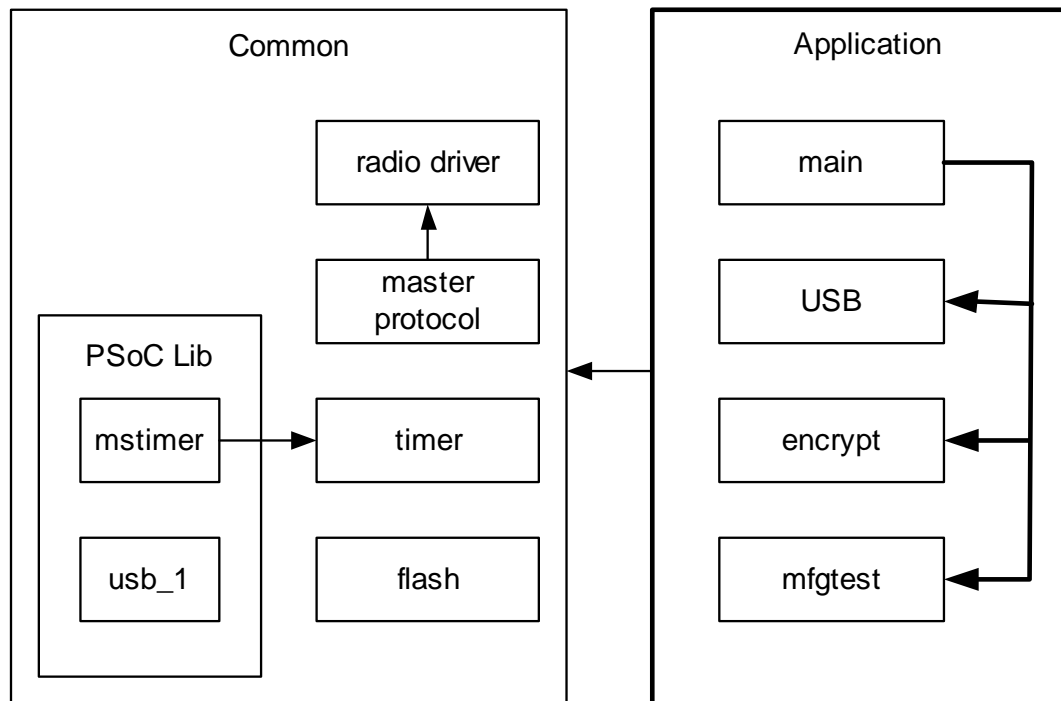 Common
radio driver
master
protocol
PSoC Lib
mstimer
timer
usb_1
flash
Application
main
USB
encrypt
mfgtest